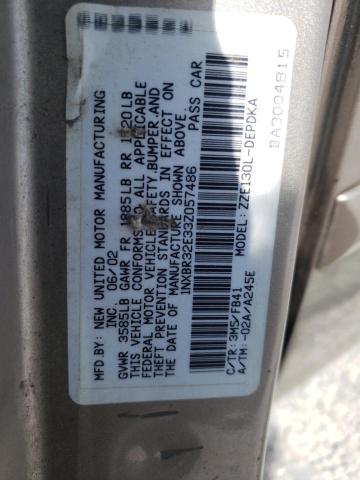 MFD. BY: NEW UNITED MOTOR MANUFACTURING
INC. 06/02
GVWR 3585LB GAWR FR 1885LB RR 1820LB
THIS VEHICLE CONFORMS TO ALL APPLICABLE
FEDERAL MOTOR VEHICLE SAFETY, BUMPER, AND
THEFT PREVENTION STANDARDS IN EFFECT ON
THE DATE OF MANUFACTURE SHOWN ABOVE.
1NXBR32E33Z057486 PASS CAR
MODEL: ZZE130L-DEPDKA
C/TR: 3M5/FB41
A/TM: -02A/A245E
BA3004815